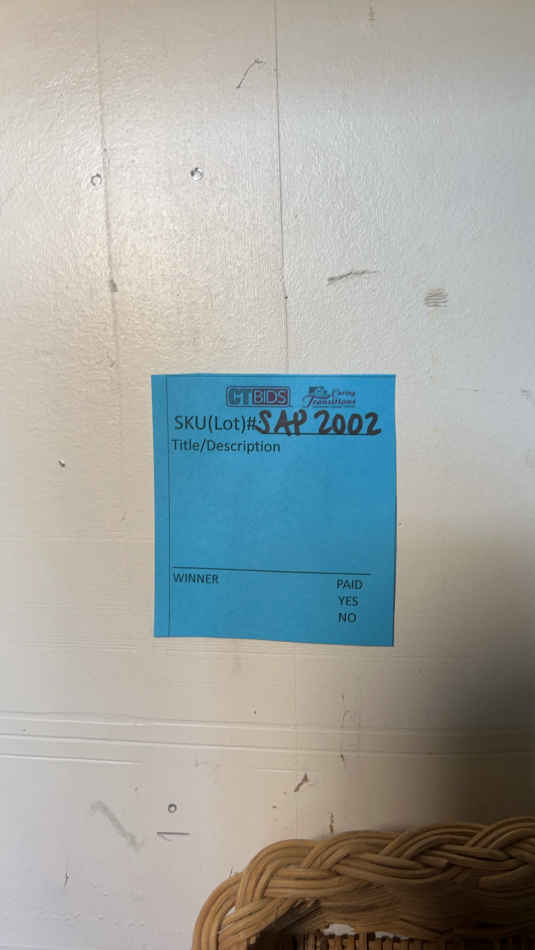 CTBIDS Caring Transitions
SKU(Lot)#: SAP 2002
Title/Description
WINNER PAID
YES
NO